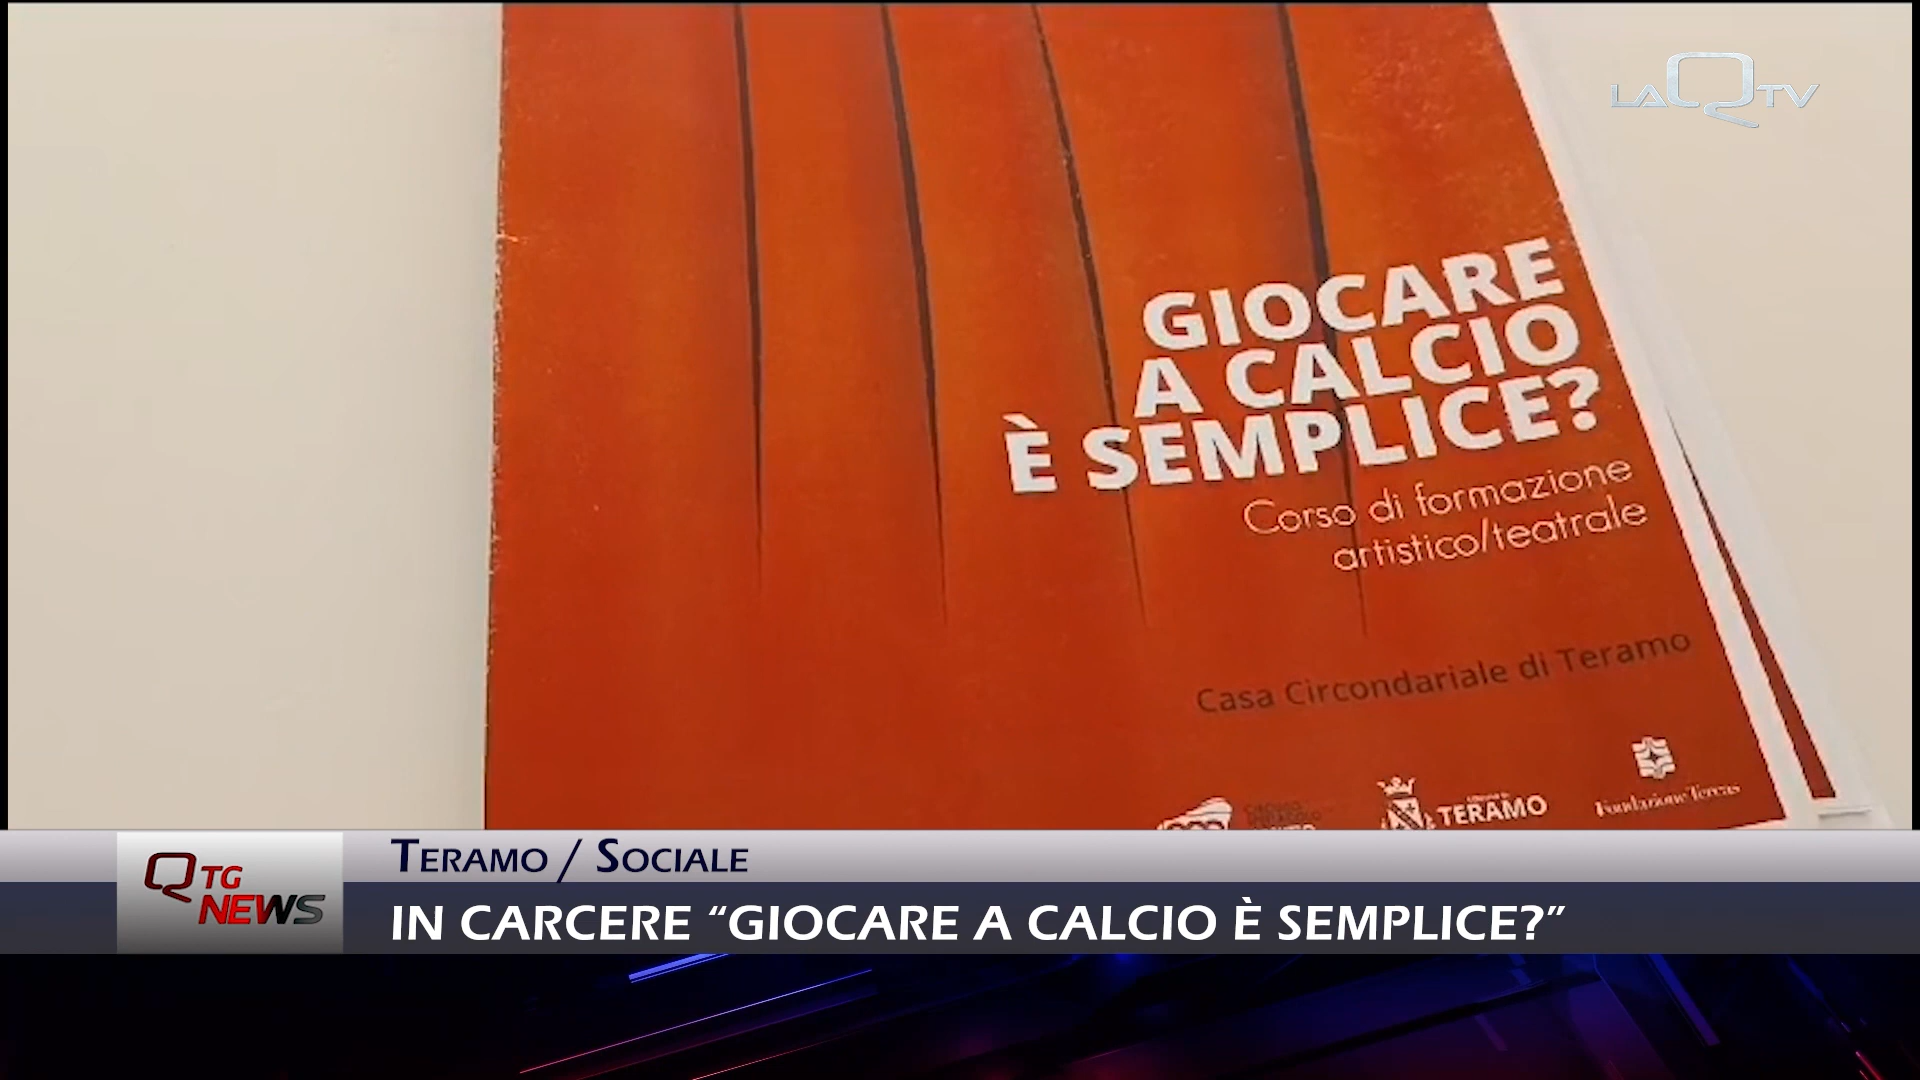 LAQTV
GIOCARE
A CALCIO
È SEMPLICE?
Corso di formazione
artistico/teatrale
Casa Circondariale di Teramo
TERAMO
Fondazione Tercas
Q TG
NEWS
TERAMO / SOCIALE
IN CARCERE “GIOCARE A CALCIO È SEMPLICE?”